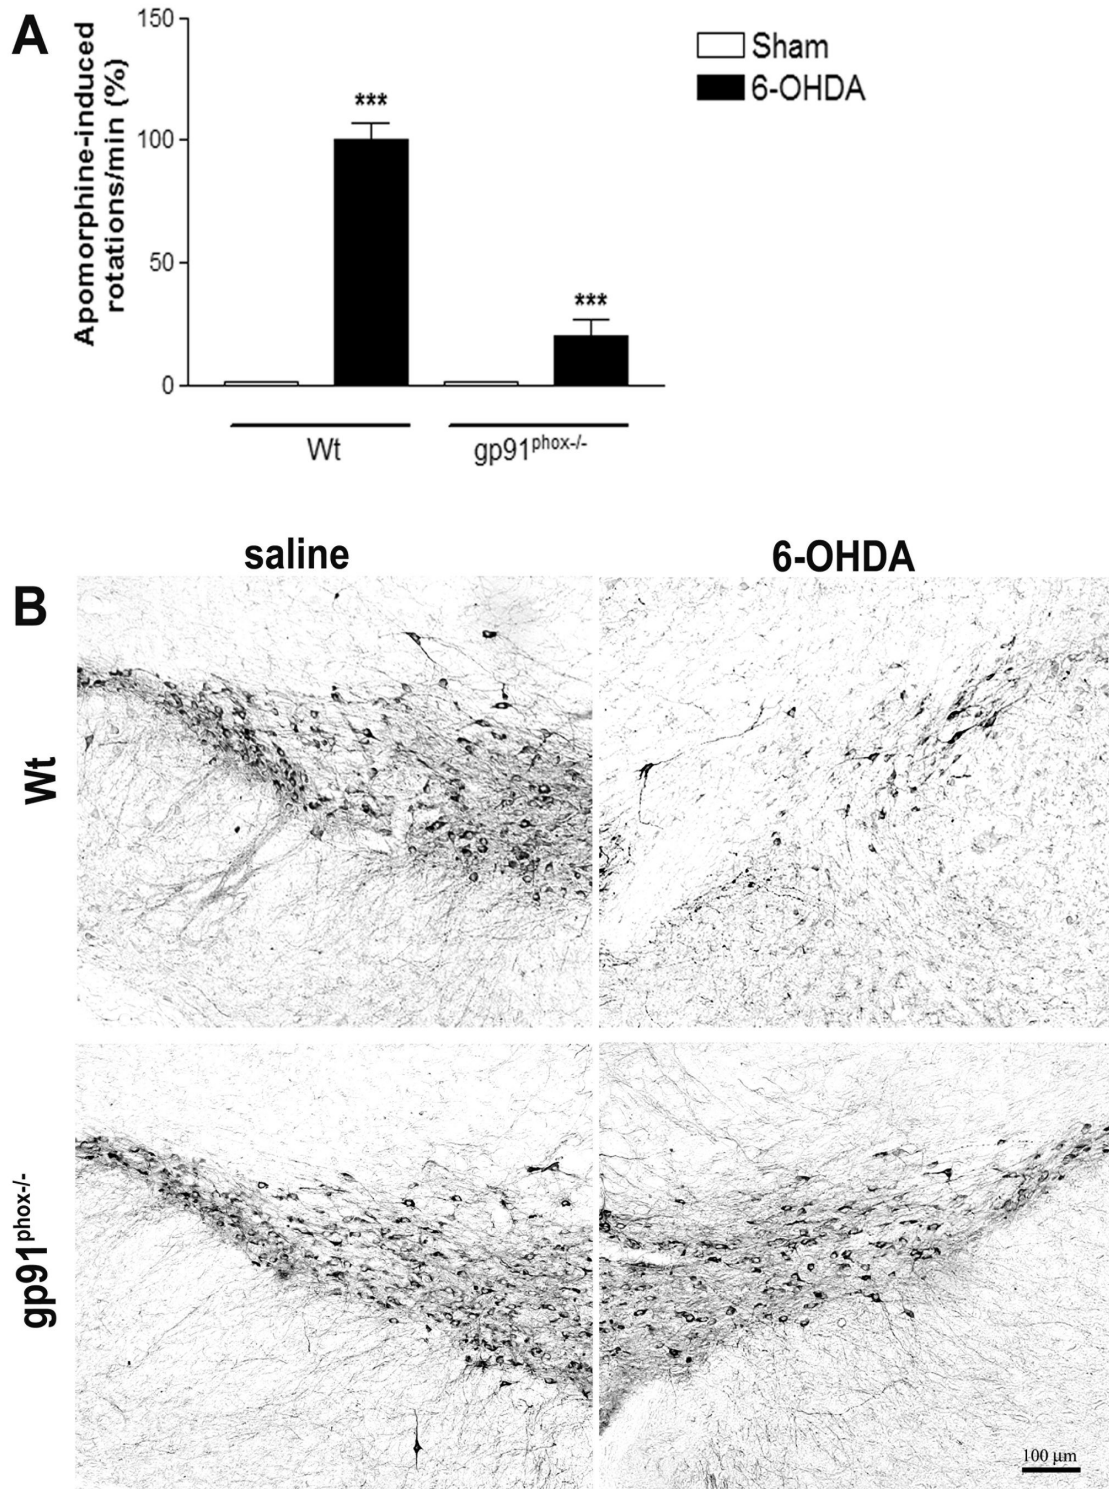 A
Apomorphine-induced
rotations/min (%)
150
100
50
0
***
***
Sham
6-OHDA
Wt
gp91phox-/-
B
saline
6-OHDA
Wt
gp91phox-/-
100 µm